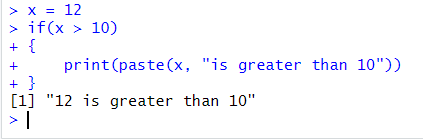 > x = 12
> if(x > 10)
+ {
+     print(paste(x, "is greater than 10"))
+ }
[1] "12 is greater than 10"
>